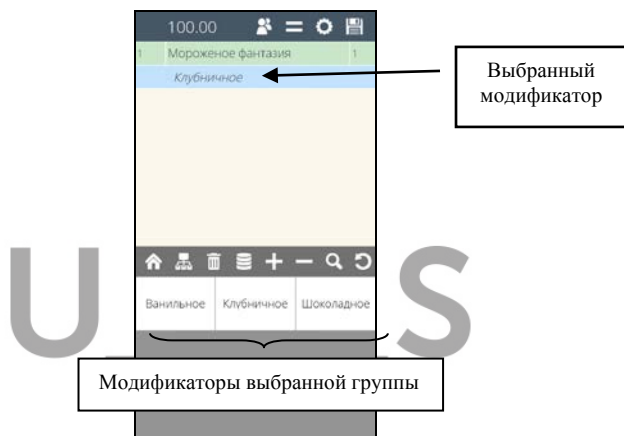 100.00
1 Мороженое фантазия 1
Клубничное
Выбранный
модификатор
Ванильное Клубничное Шоколадное
U S
Модификаторы выбранной группы